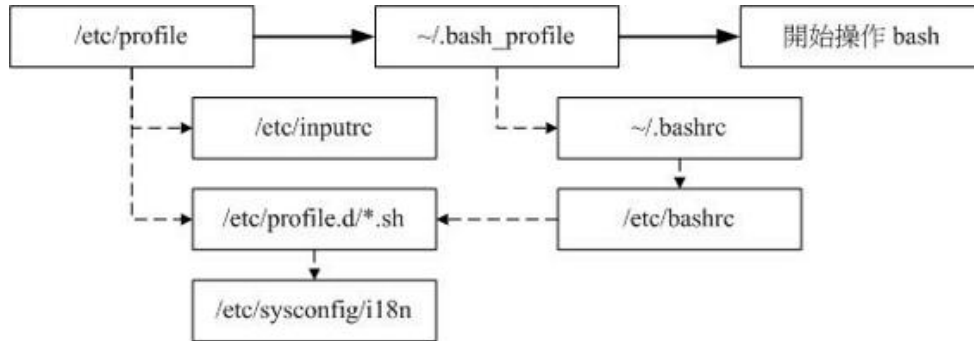 /etc/profile
~/.bash_profile
開始操作 bash
/etc/inputrc
~/.bashrc
/etc/profile.d/*.sh
/etc/bashrc
/etc/sysconfig/i18n